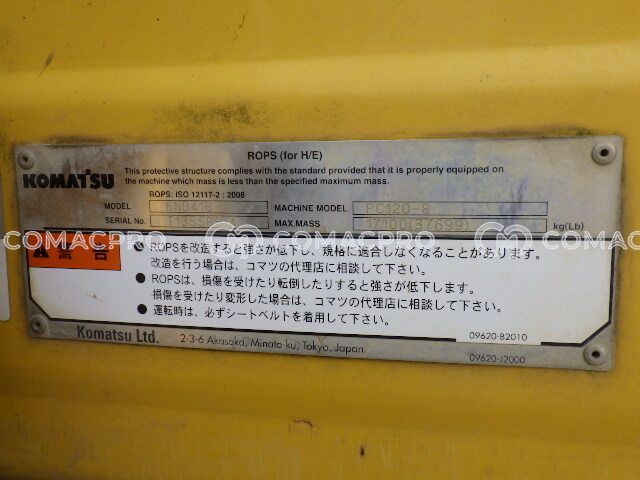 ROPS (for H/E)
KOMATSU
This protective structure complies with the standard provided that it is properly equipped on
the machine which mass is less than the specified maximum mass.
ROPS: ISO 12117-2 : 2008
MODEL MACHINE MODEL PC120-8
SERIAL No. MAX.MASS 17100(37699) kg(Lb)
COMACPRO COMACPRO COMACPRO
警告
● ROPSを改造すると強さが低下し、規格に適合しなくなることがあります。
改造を行う場合は、コマツの代理店に相談して下さい。
● ROPSは、損傷を受けたり転倒したりすると強さが低下します。
損傷を受けたり変形した場合は、コマツの代理店に相談して下さい。
● 運転時は、必ずシートベルトを着用して下さい。
09620-B2010
Komatsu Ltd. 2-3-6 Akasaka, Minato-ku, Tokyo, Japan
09620-J2000